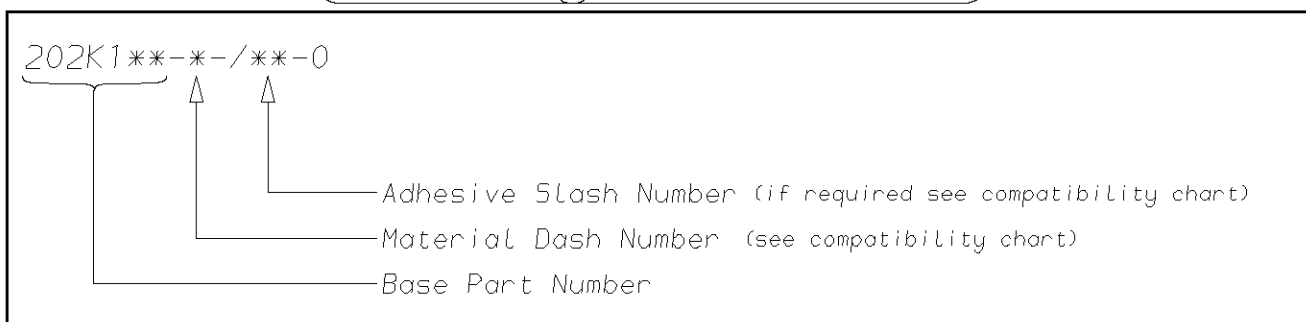 202K1**-*-/**-0
Adhesive Slash Number (if required see compatibility chart)
Material Dash Number (see compatibility chart)
Base Part Number